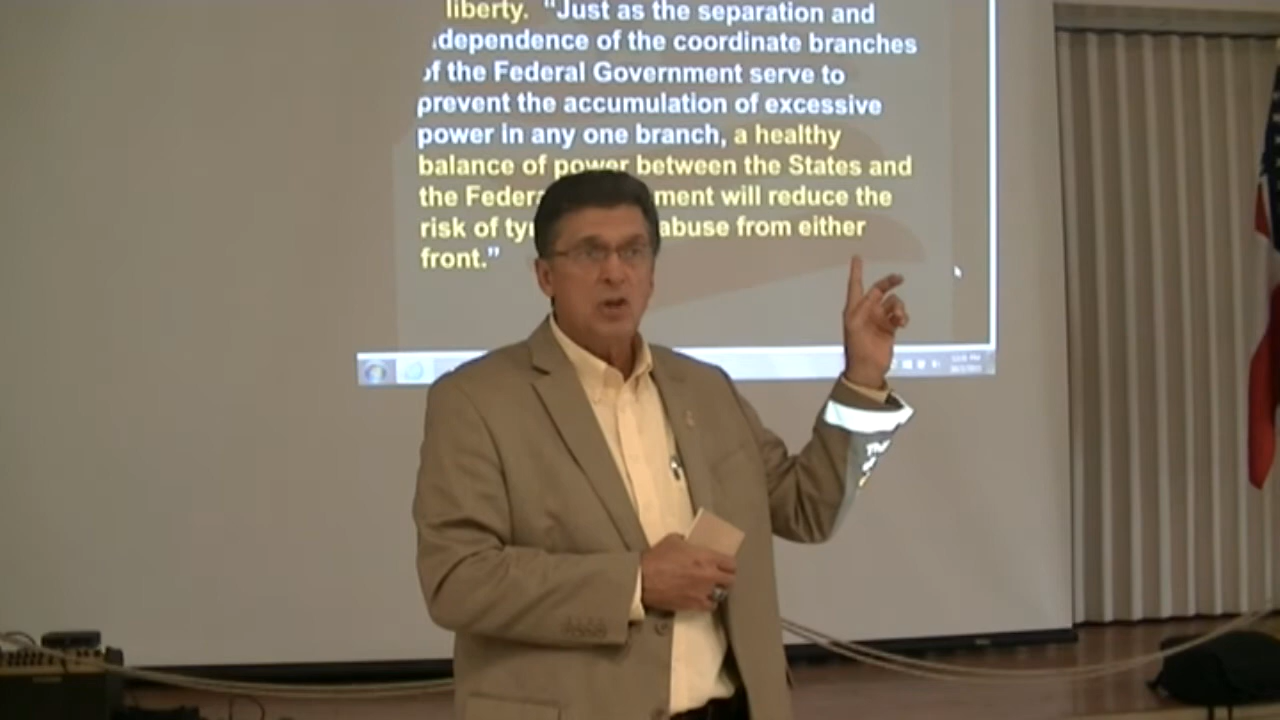 liberty. “Just as the separation and
dependence of the coordinate branches
of the Federal Government serve to
prevent the accumulation of excessive
power in any one branch, a healthy
balance of power between the States and
the Federa ment will reduce the
risk of ty abuse from either
front.”